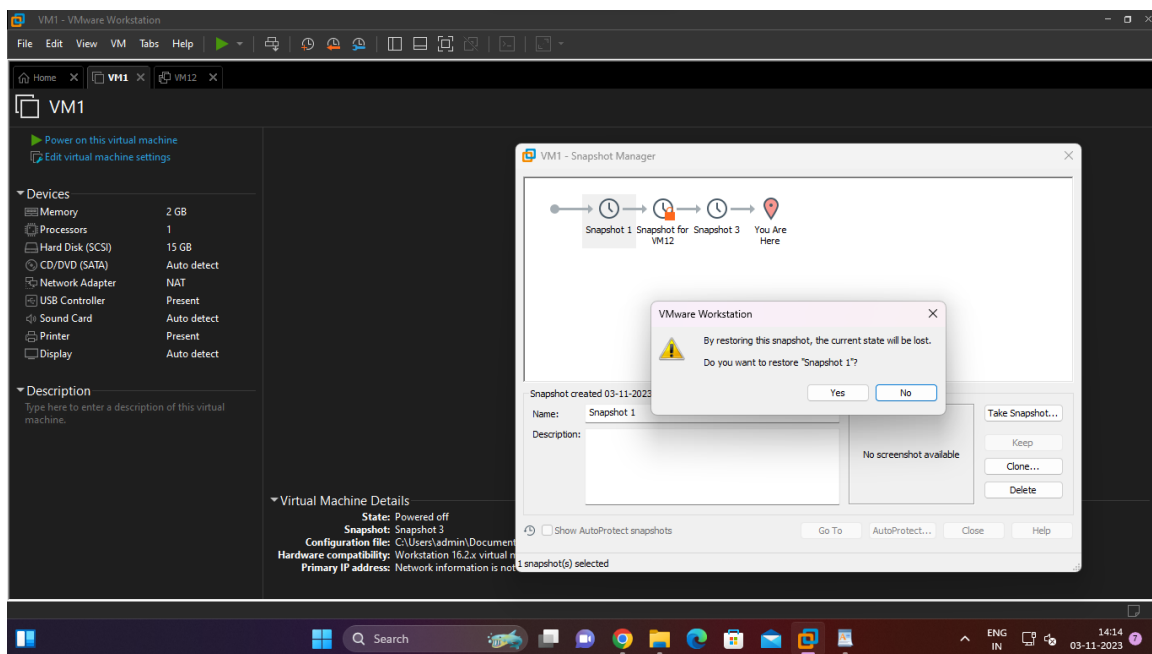 VM1 - VMware Workstation
File Edit View VM Tabs Help
Home VM1 VM12
VM1
Power on this virtual machine
Edit virtual machine settings
Devices
Memory 2 GB
Processors 1
Hard Disk (SCSI) 15 GB
CD/DVD (SATA) Auto detect
Network Adapter NAT
USB Controller Present
Sound Card Auto detect
Printer Present
Display Auto detect
Description
Type here to enter a description of this virtual
machine.
Virtual Machine Details
State: Powered off
Snapshot: Snapshot 3
Configuration file: C:\Users\admin\Document
Hardware compatibility: Workstation 16.2.x virtual
Primary IP address: Network information is not
VM1 - Snapshot Manager
Snapshot 1 Snapshot for Snapshot 3 You Are
VM12 Here
VMware Workstation
By restoring this snapshot, the current state will be lost.
Do you want to restore "Snapshot 1"?
Yes No
Snapshot created 03-11-2023
Name: Snapshot 1
Description:
No screenshot available
Take Snapshot...
Keep
Clone...
Delete
Show AutoProtect snapshots
Go To AutoProtect... Close Help
1 snapshot(s) selected
Search
ENG
IN
14:14
03-11-2023
7